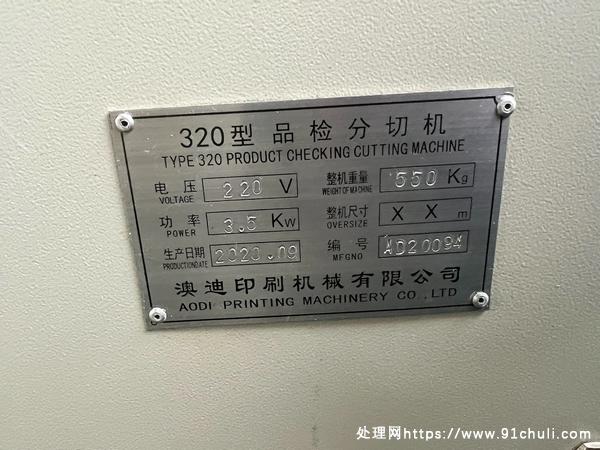 320型品检分切机
TYPE 320 PRODUCT CHECKING CUTTING MACHINE
电压 220 V 整机重量 550 Kg
VOLTAGE WEIGHT OF MACHINE
功率 3.5 Kw 整机尺寸 X X m
POWER OVERSIZE
生产日期 2020.09 编号 AD20094
PRODUCTIONDATE MFGNO
澳迪印刷机械有限公司
AODI PRINTING MACHINERY CO.,LTD
处理网https://www.91chuli.com/